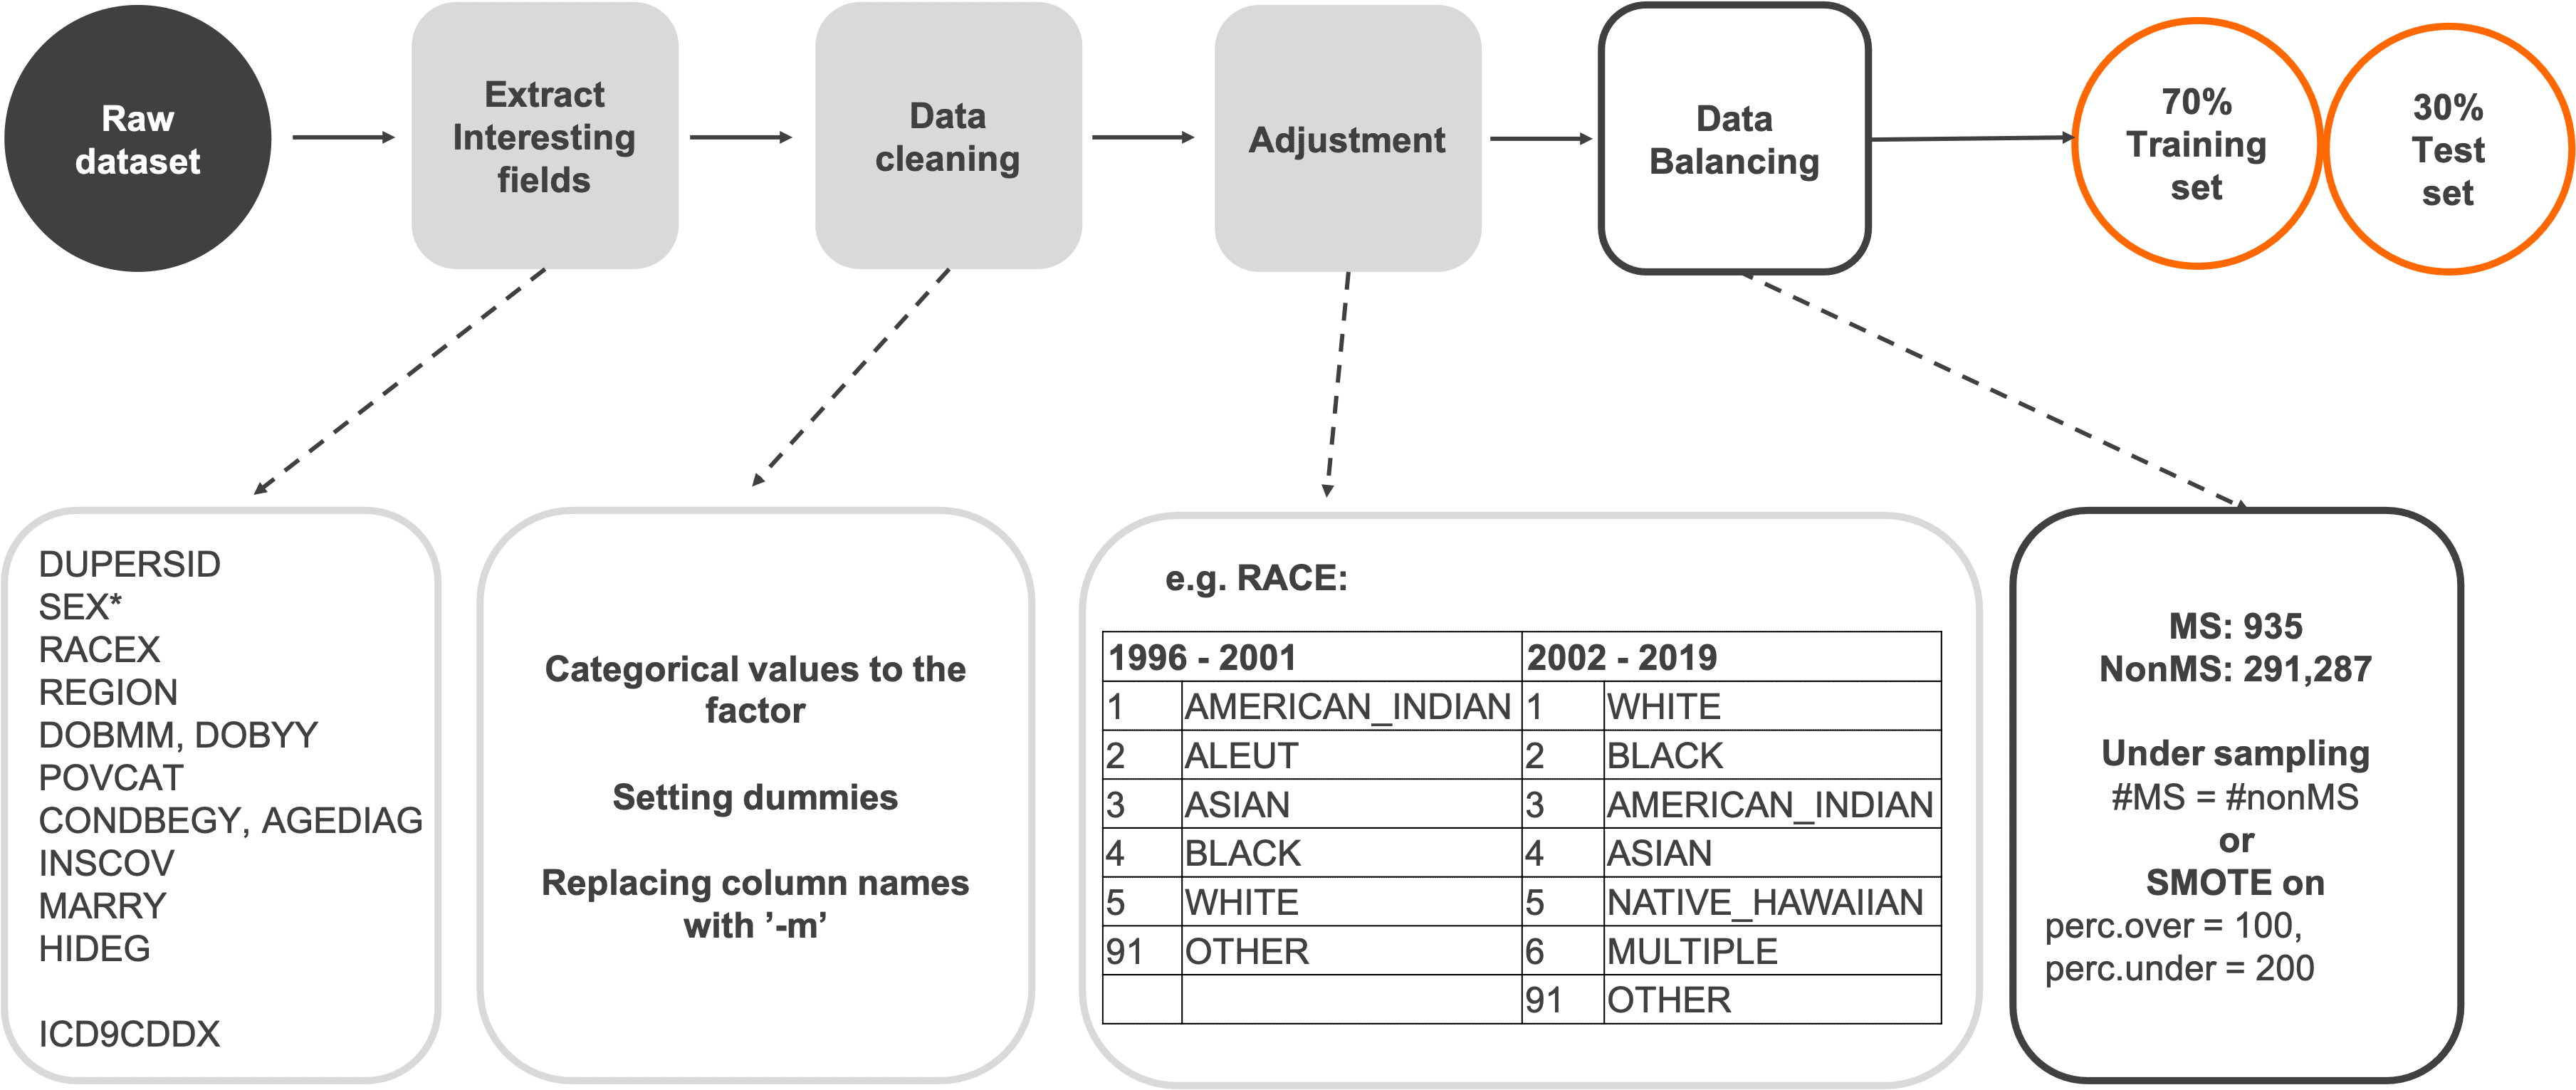 Raw
dataset
Extract
Interesting
fields
Data
cleaning
Adjustment
Data
Balancing
70%
Training
set
30%
Test
set
DUPERSID
SEX*
RACEX
REGION
DOBMM, DOBYY
POVCAT
CONDBEGY, AGEDIAG
INSCOV
MARRY
HIDEG
ICD9CDDX
Categorical values to the
factor
Setting dummies
Replacing column names
with ’-m’
e.g. RACE:
1996 - 2001 2002 - 2019
1 AMERICAN_INDIAN 1 WHITE
2 ALEUT 2 BLACK
3 ASIAN 3 AMERICAN_INDIAN
4 BLACK 4 ASIAN
5 WHITE 5 NATIVE_HAWAIIAN
91 OTHER 6 MULTIPLE
91 OTHER
MS: 935
NonMS: 291,287
Under sampling
#MS = #nonMS
or
SMOTE on
perc.over = 100,
perc.under = 200